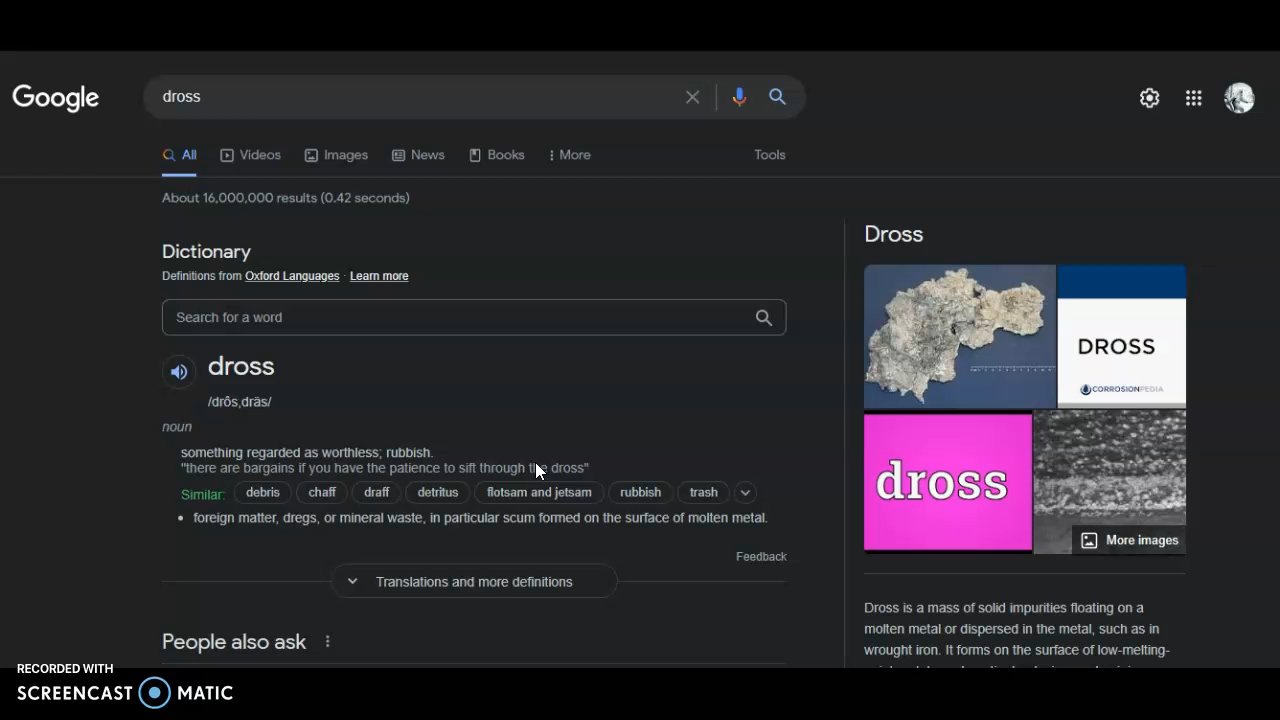 Google
dross
All
Videos
Images
News
Books
More
Tools
About 16,000,000 results (0.42 seconds)
Dictionary
Definitions from Oxford Languages · Learn more
Search for a word
dross
/drôs,dräs/
noun
something regarded as worthless; rubbish.
"there are bargains if you have the patience to sift through the dross"
Similar: debris chaff draff detritus flotsam and jetsam rubbish trash
• foreign matter, dregs, or mineral waste, in particular scum formed on the surface of molten metal.
Feedback
Translations and more definitions
People also ask
Dross
DROSS
CORROSIONPEDIA
dross
More images
Dross is a mass of solid impurities floating on a
molten metal or dispersed in the metal, such as in
wrought iron. It forms on the surface of low-melting-
RECORDED WITH
SCREENCAST MATIC